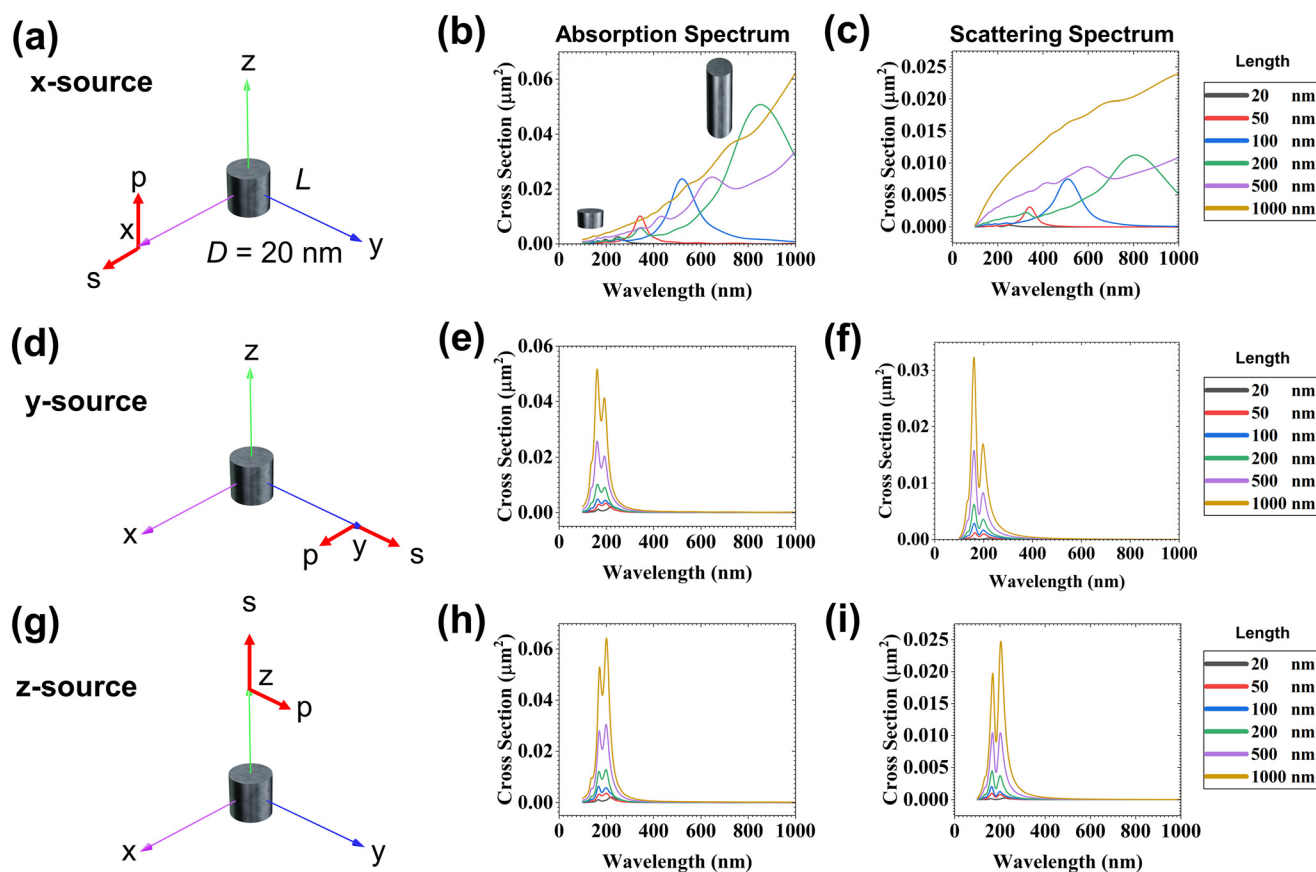 (a)
x-source
z
p
x
s
L
y
D = 20 nm
(b)
Absorption Spectrum
Cross Section (μm²)
0.06
0.04
0.02
0.00
0 200 400 600 800 1000
Wavelength (nm)
(c)
Scattering Spectrum
Cross Section (μm²)
0.025
0.020
0.015
0.010
0.005
0.000
0 200 400 600 800 1000
Wavelength (nm)
Length
20 nm
50 nm
100 nm
200 nm
500 nm
1000 nm
(d)
y-source
z
x
p
y
s
(e)
Cross Section (μm²)
0.06
0.04
0.02
0.00
0 200 400 600 800 1000
Wavelength (nm)
(f)
Cross Section (μm²)
0.03
0.02
0.01
0.00
0 200 400 600 800 1000
Wavelength (nm)
Length
20 nm
50 nm
100 nm
200 nm
500 nm
1000 nm
(g)
z-source
s
z
p
x
y
(h)
Cross Section (μm²)
0.06
0.04
0.02
0.00
0 200 400 600 800 1000
Wavelength (nm)
(i)
Cross Section (μm²)
0.025
0.020
0.015
0.010
0.005
0.000
0 200 400 600 800 1000
Wavelength (nm)
Length
20 nm
50 nm
100 nm
200 nm
500 nm
1000 nm